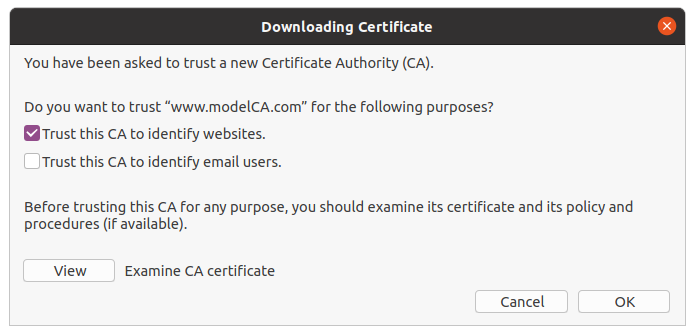 Downloading Certificate
You have been asked to trust a new Certificate Authority (CA).
Do you want to trust “www.modelCA.com” for the following purposes?
Trust this CA to identify websites.
Trust this CA to identify email users.
Before trusting this CA for any purpose, you should examine its certificate and its policy and
procedures (if available).
View Examine CA certificate
Cancel OK